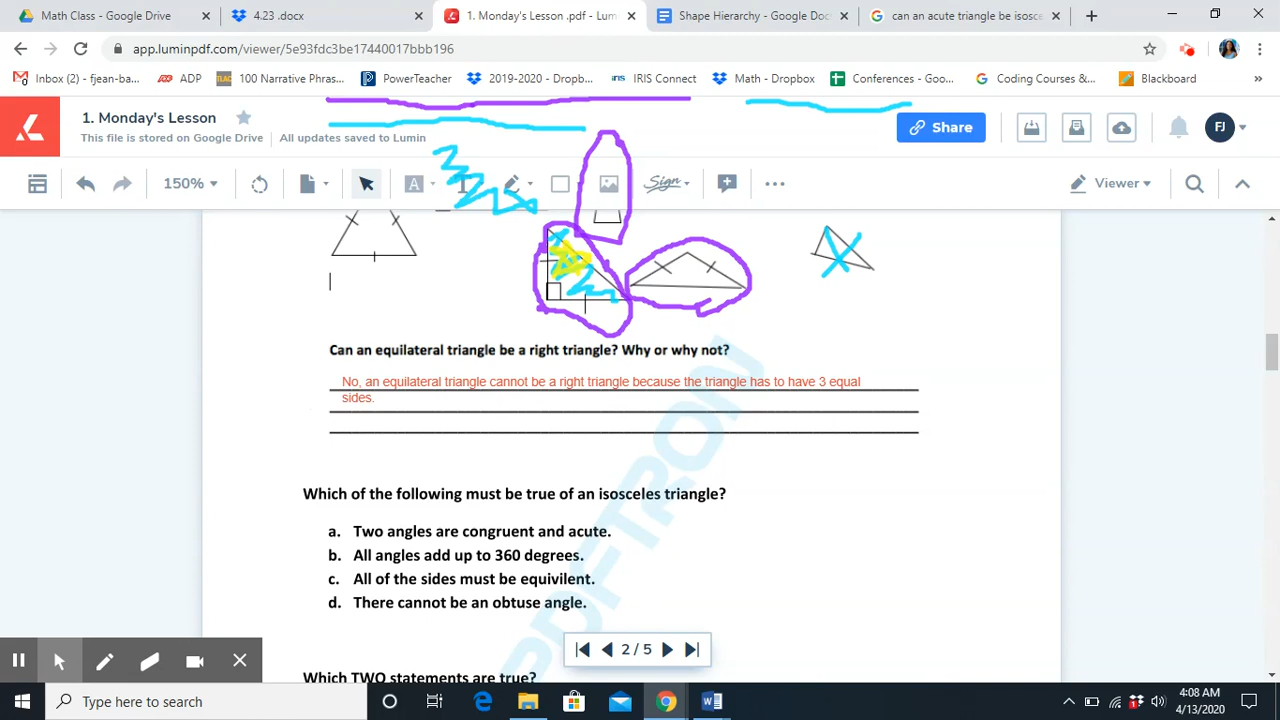 Math Class - Google Drive
4.23 .docx
1. Monday's Lesson .pdf - Lum
Shape Hierarchy - Google Doc
can an acute triangle be isosce
app.luminpdf.com/viewer/5e93fdc3be17440017bbb196
Inbox (2) - fjean-ba...
ADP
100 Narrative Phras...
PowerTeacher
2019-2020 - Dropb...
IRIS Connect
Math - Dropbox
Conferences - Goo...
Coding Courses &...
Blackboard
»
1. Monday's Lesson
This file is stored on Google Drive
All updates saved to Lumin
Share
FJ
150%
A
T
Sign
Viewer
Can an equilateral triangle be a right triangle? Why or why not?
No, an equilateral triangle cannot be a right triangle because the triangle has to have 3 equal
sides.
Which of the following must be true of an isosceles triangle?
a. Two angles are congruent and acute.
b. All angles add up to 360 degrees.
c. All of the sides must be equivilent.
d. There cannot be an obtuse angle.
PDFTRON
2 / 5
Which TWO statements are true?
Type here to search
4:08 AM
4/13/2020